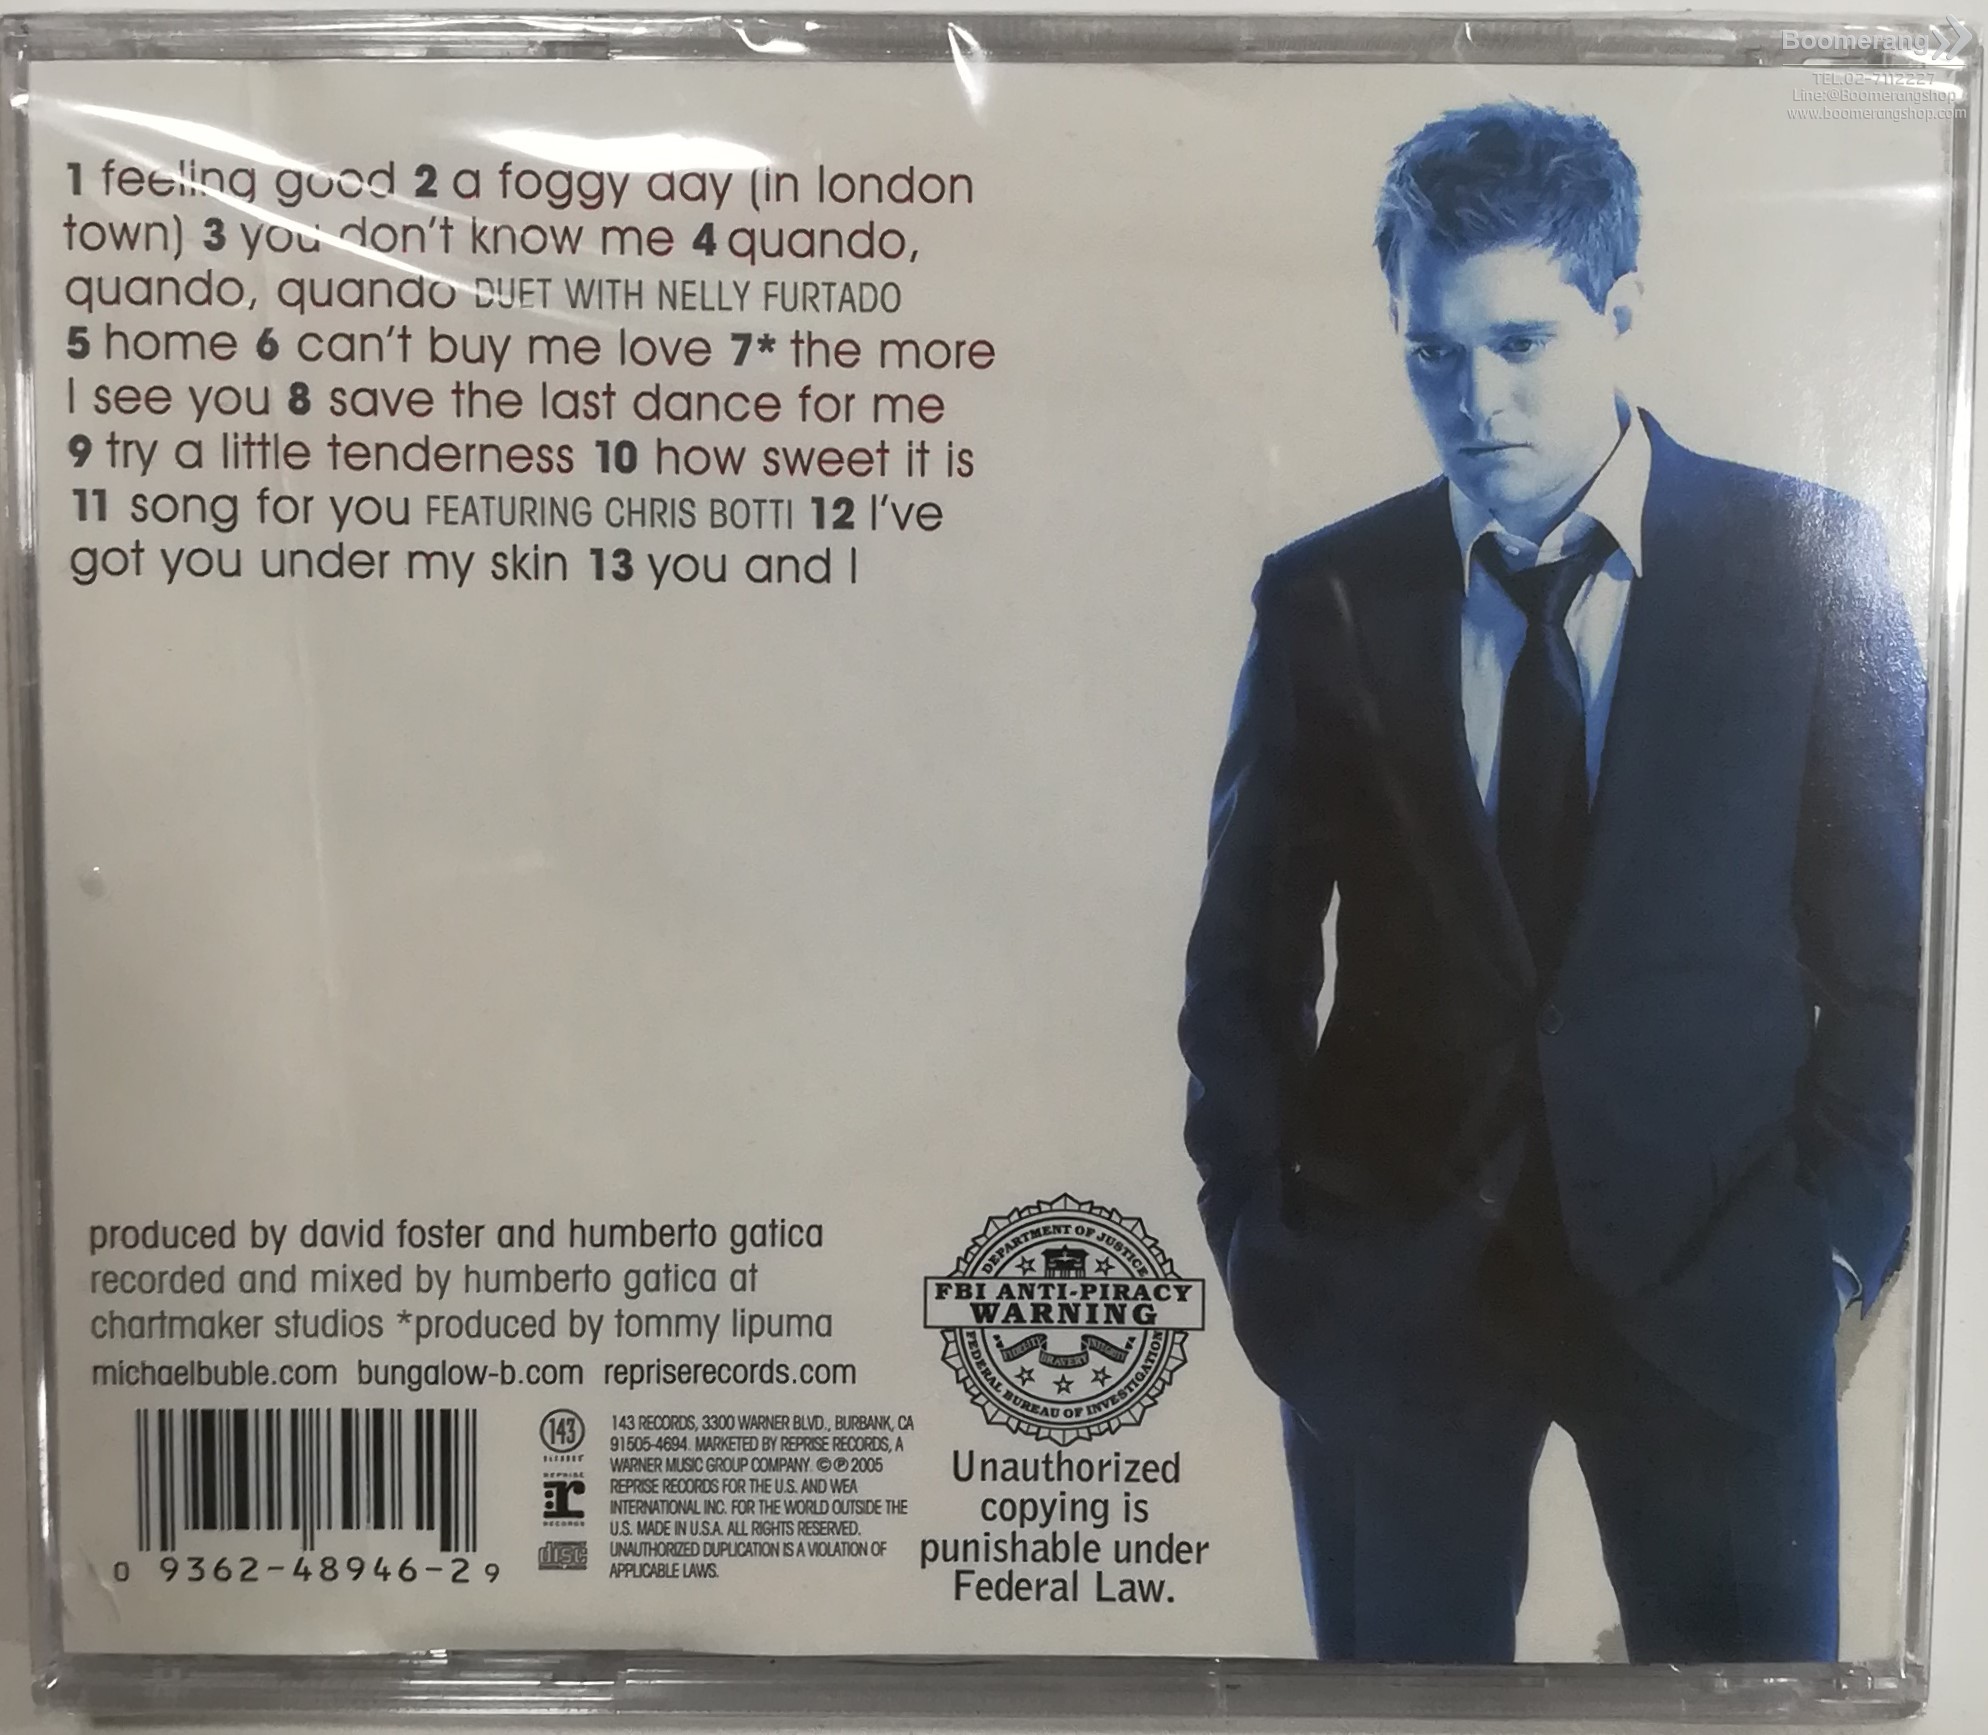 Boomerang
TEL.02-7112227
Line:@Boomerangshop
www.boomerangshop.com
1 feeling good 2 a foggy day (in london
town) 3 you don't know me 4 quando,
quando, quando DUET WITH NELLY FURTADO
5 home 6 can't buy me love 7* the more
I see you 8 save the last dance for me
9 try a little tenderness 10 how sweet it is
11 song for you FEATURING CHRIS BOTTI 12 I've
got you under my skin 13 you and I
produced by david foster and humberto gatica
recorded and mixed by humberto gatica at
chartmaker studios *produced by tommy lipuma
michaelbuble.com bungalow-b.com repriserecords.com
0 9362-48946-2 9
143
RECORDS
REPRISE
r
RECORDS
disc
143 RECORDS, 3300 WARNER BLVD., BURBANK, CA
91505-4694. MARKETED BY REPRISE RECORDS, A
WARNER MUSIC GROUP COMPANY. ©℗ 2005
REPRISE RECORDS FOR THE U.S. AND WEA
INTERNATIONAL INC. FOR THE WORLD OUTSIDE THE
U.S. MADE IN U.S.A. ALL RIGHTS RESERVED.
UNAUTHORIZED DUPLICATION IS A VIOLATION OF
APPLICABLE LAWS.
DEPARTMENT OF JUSTICE
FBI ANTI-PIRACY
WARNING
FIDELITY BRAVERY INTEGRITY
FEDERAL BUREAU OF INVESTIGATION
Unauthorized
copying is
punishable under
Federal Law.